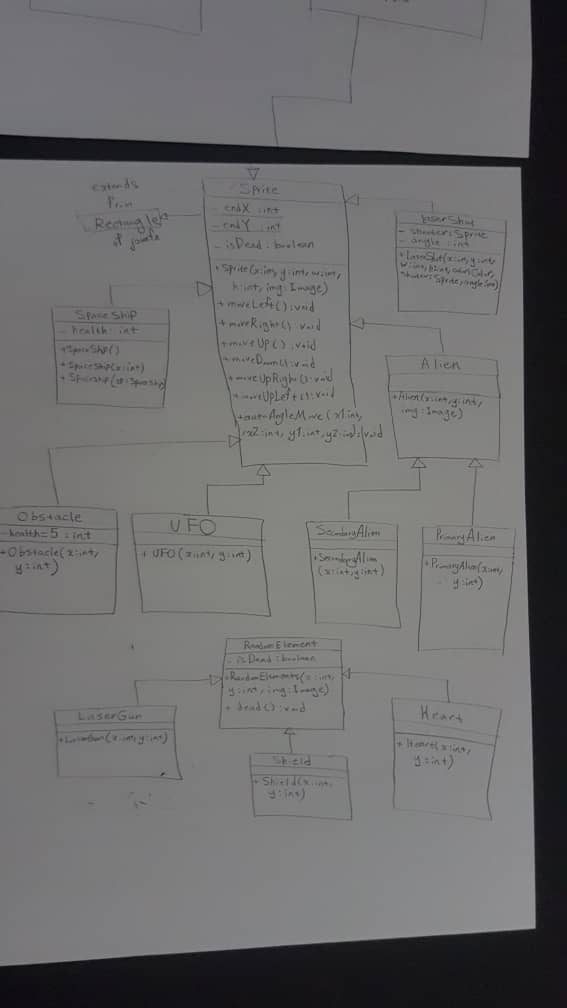 extends
from
Rectangle
of javafx
Sprite
- endX : int
- endY : int
- isDead : boolean
+ Sprite(x:int, y:int, w:int,
h:int, img:Image)
+ moveLeft() : void
+ moveRight() : void
+ moveUp() : void
+ moveDown() : void
+ moveUpRight() : void
+ moveUpLeft() : void
+ autoAngleMove(x1:int,
x2:int, y1:int, y2:int) : void
LaserShot
- shooter : Sprite
- angle : int
+ LaserShot(x:int, y:int,
w:int, h:int, color:Color,
shooter:Sprite, angle:int)
SpaceShip
- health : int
+ SpaceShip()
+ SpaceShip(x:int)
+ SpaceShip(sp:SpaceShip)
Alien
+ Alien(x:int, y:int,
img:Image)
Obstacle
- health=5 : int
+ Obstacle(x:int,
y:int)
UFO
+ UFO(x:int, y:int)
SecondaryAlien
+ SecondaryAlien
(x:int, y:int)
PrimaryAlien
+ PrimaryAlien(x:int,
y:int)
RandomElement
- isDead : boolean
+ RandomElements(x:int,
y:int, img:Image)
+ dead() : void
LaserGun
+ LaserGun(x:int, y:int)
Shield
+ Shield(x:int,
y:int)
Heart
+ Heart(x:int,
y:int)